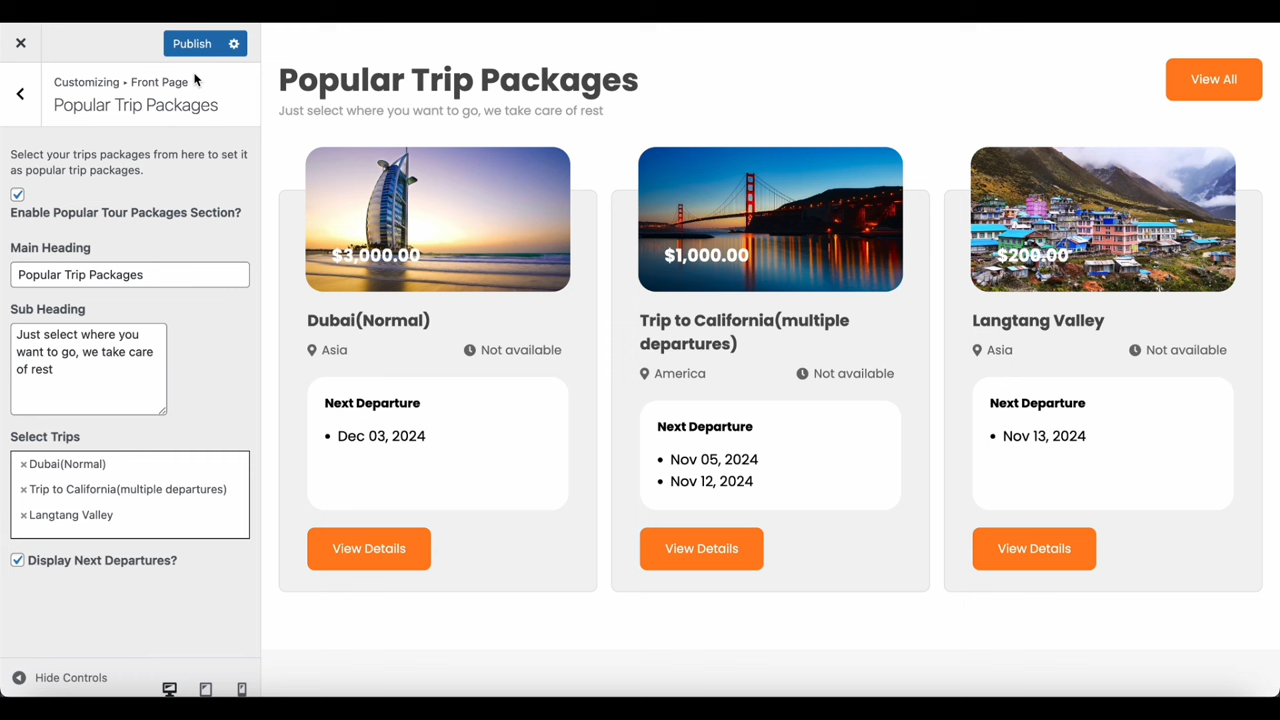 Publish
Customizing ▸ Front Page
Popular Trip Packages
Select your trips packages from here to set it
as popular trip packages.
Enable Popular Tour Packages Section?
Main Heading
Popular Trip Packages
Sub Heading
Just select where you
want to go, we take care
of rest
Select Trips
×Dubai(Normal)
×Trip to California(multiple departures)
×Langtang Valley
Display Next Departures?
Hide Controls
Popular Trip Packages
Just select where you want to go, we take care of rest
View All
$3,000.00
Dubai(Normal)
Asia Not available
Next Departure
• Dec 03, 2024
View Details
$1,000.00
Trip to California(multiple
departures)
America Not available
Next Departure
• Nov 05, 2024
• Nov 12, 2024
View Details
$200.00
Langtang Valley
Asia Not available
Next Departure
• Nov 13, 2024
View Details